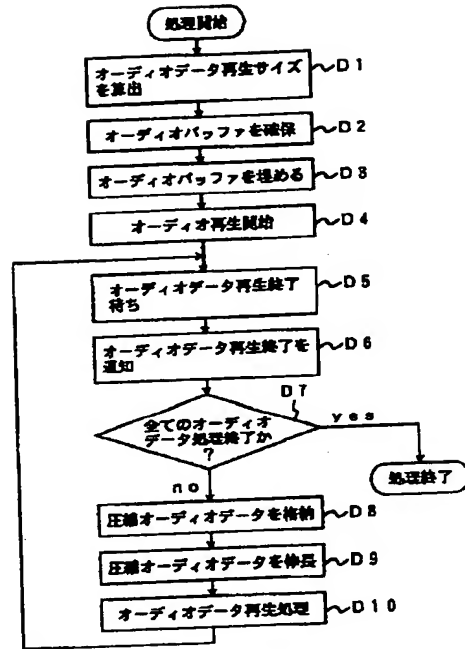 処理開始
オーディオデータ再生サイズ
を算出
D1
オーディオバッファを確保
D2
オーディオバッファを埋める
D3
オーディオ再生開始
D4
オーディオデータ再生終了
待ち
D5
オーディオデータ再生終了を
通知
D6
D7
全てのオーディオ
データ処理終了か
?
yes
処理終了
no
圧縮オーディオデータを格納
D8
圧縮オーディオデータを伸長
D9
オーディオデータ再生処理
D10